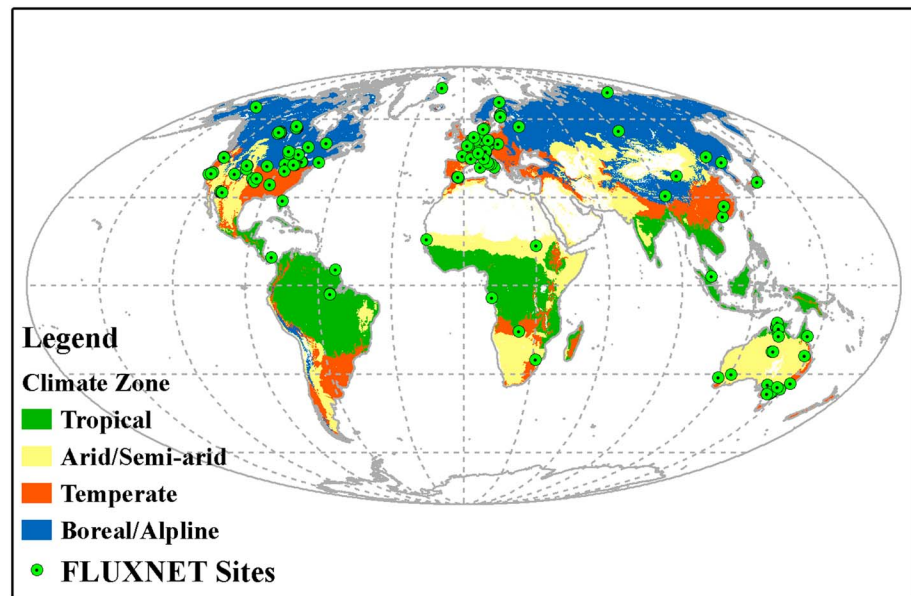 Legend
Climate Zone
Tropical
Arid/Semi-arid
Temperate
Boreal/Alpline
FLUXNET Sites